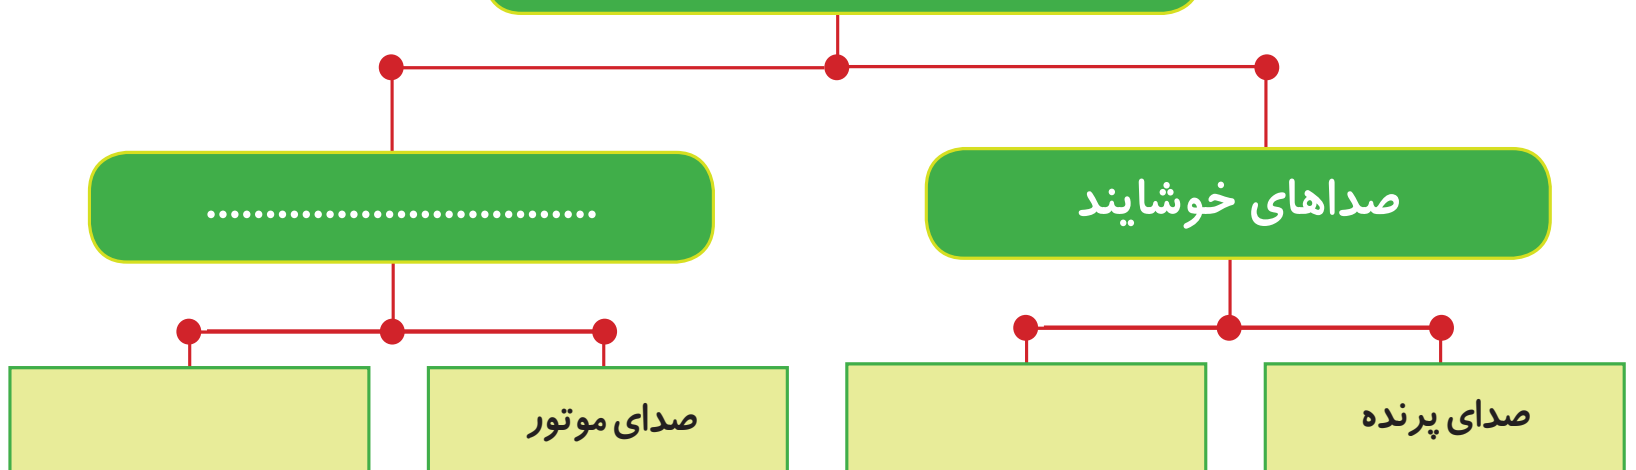 صداهای خوشایند
.................................
صدای پرنده
صدای موتور